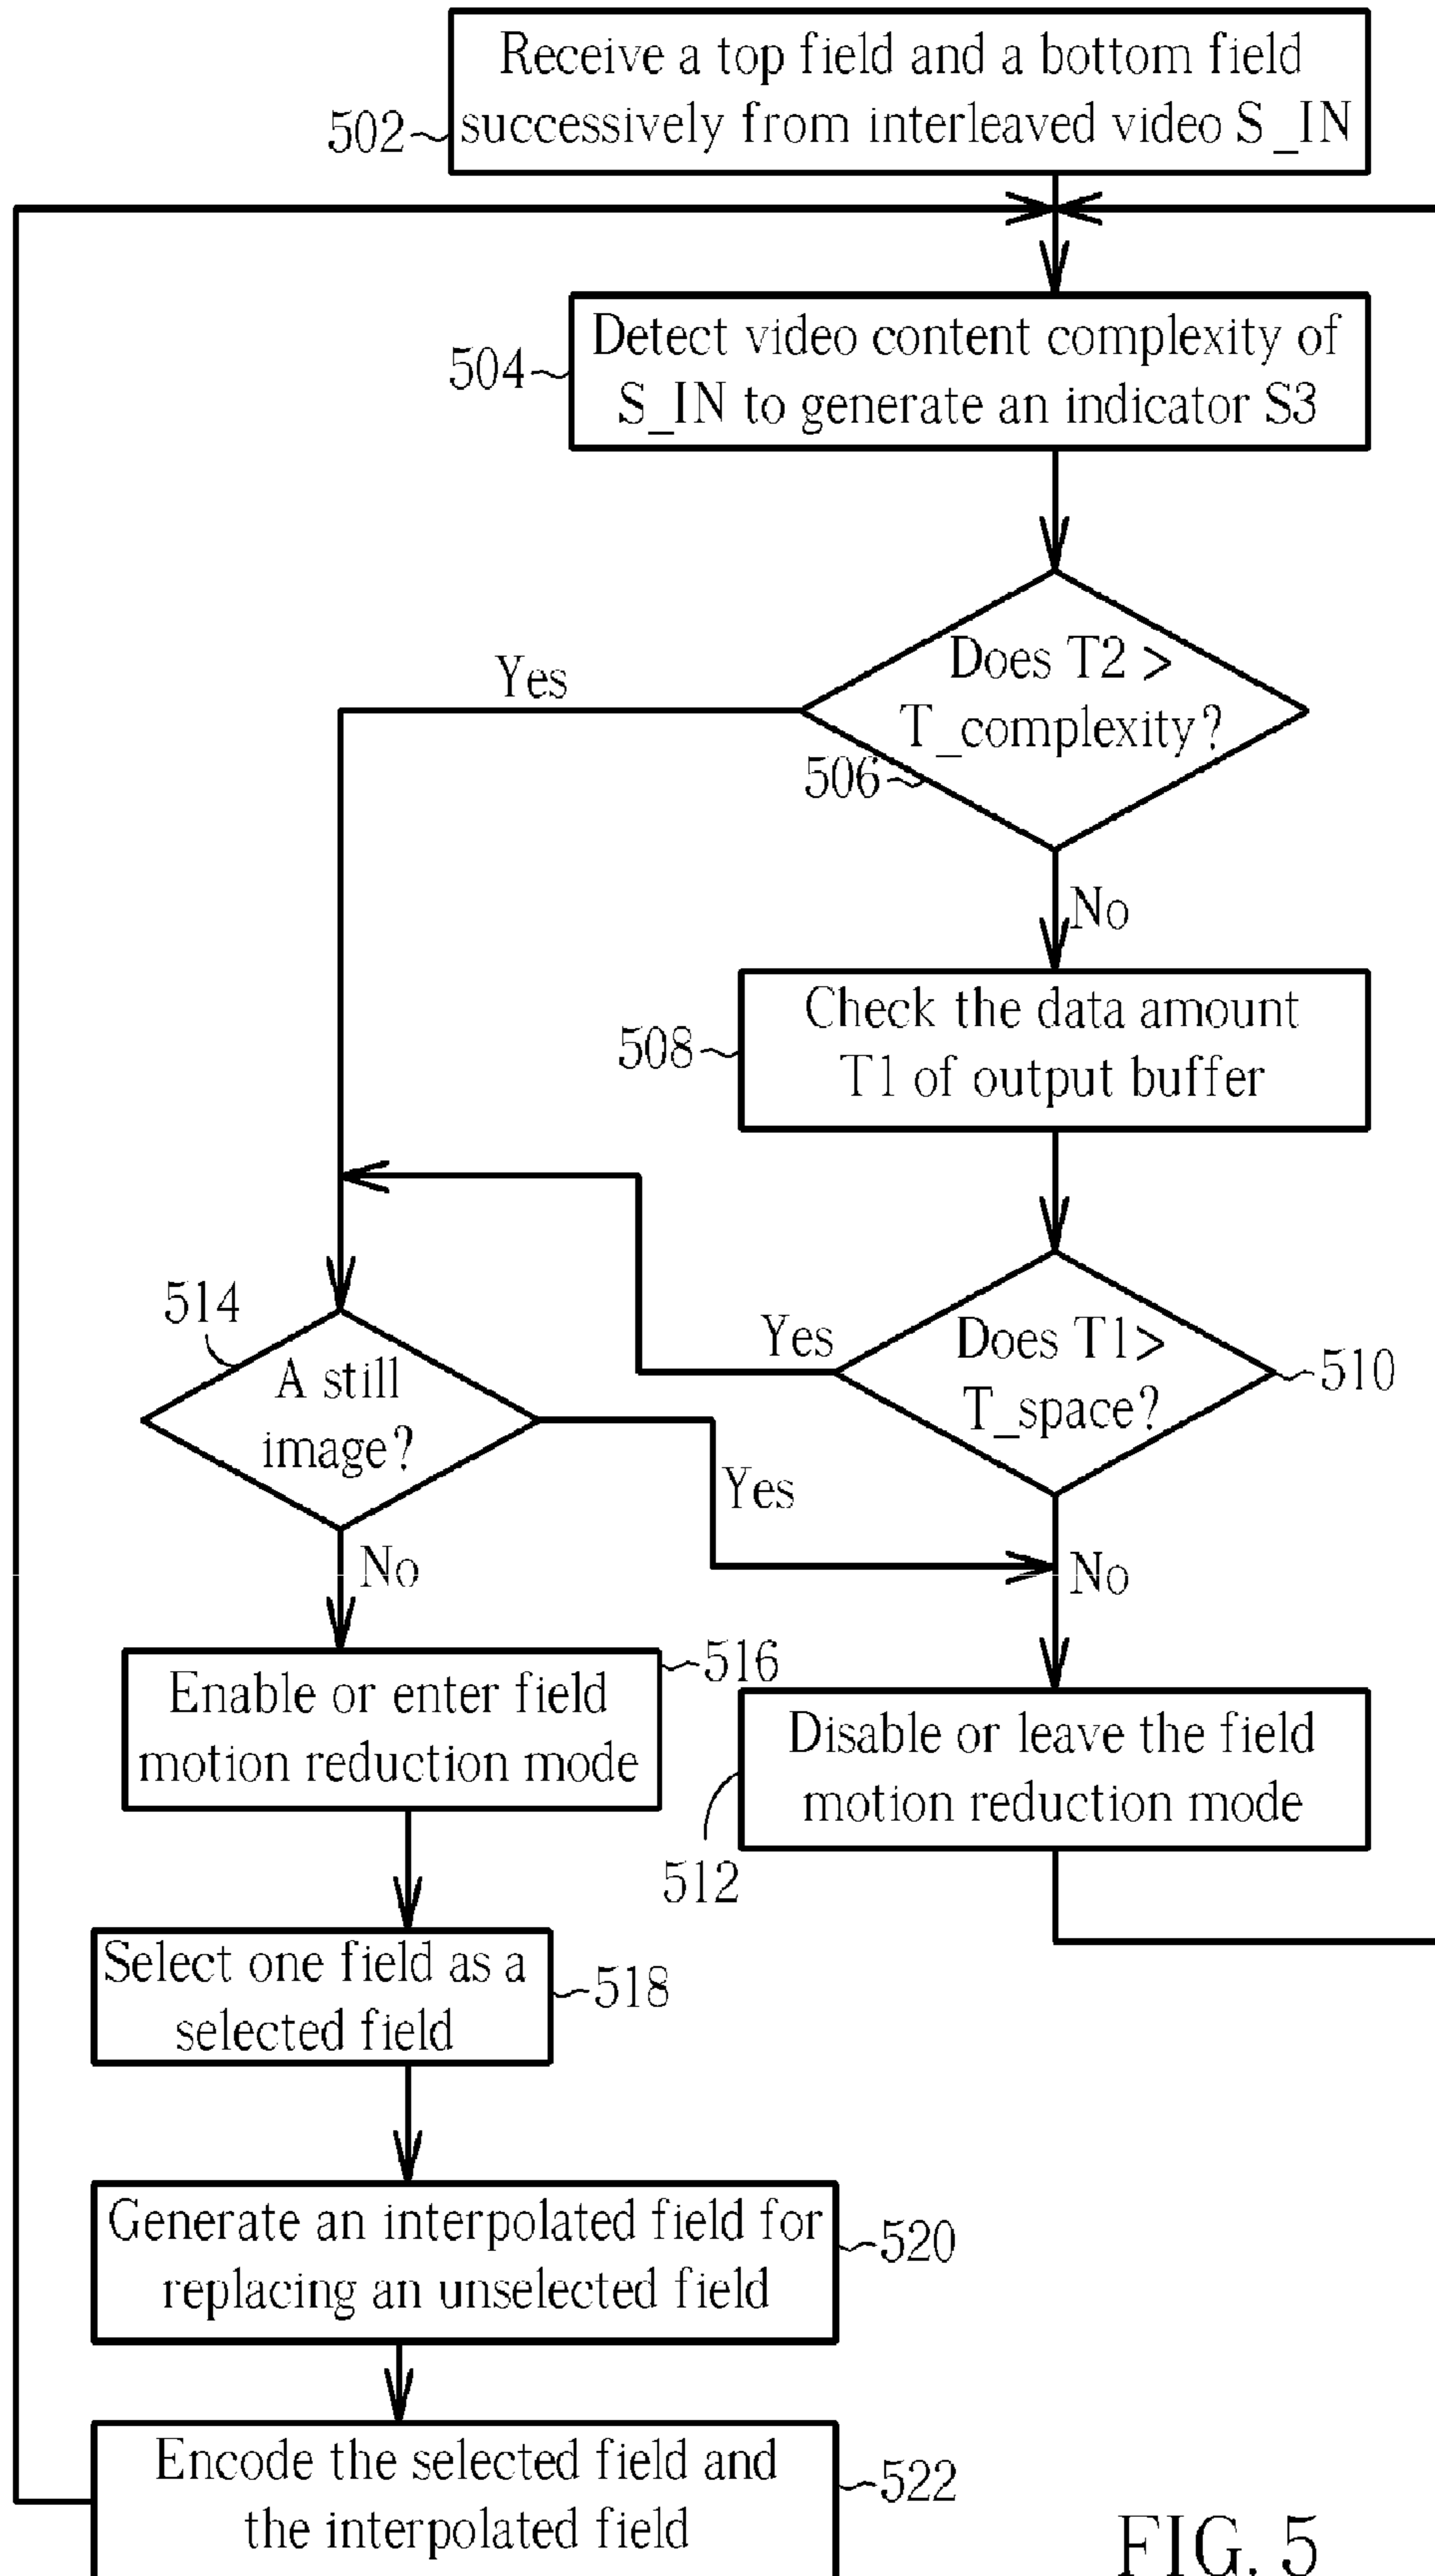 Receive a top field and a bottom field
successively from interleaved video S_IN
502
Detect video content complexity of
S_IN to generate an indicator S3
504
Does T2 >
T_complexity?
506
Yes
No
Check the data amount
T1 of output buffer
508
Does T1>
T_space?
510
Yes
No
514
A still
image?
Yes
No
Enable or enter field
motion reduction mode
516
Disable or leave the field
motion reduction mode
512
Select one field as a
selected field
518
Generate an interpolated field for
replacing an unselected field
520
Encode the selected field and
the interpolated field
522
FIG. 5